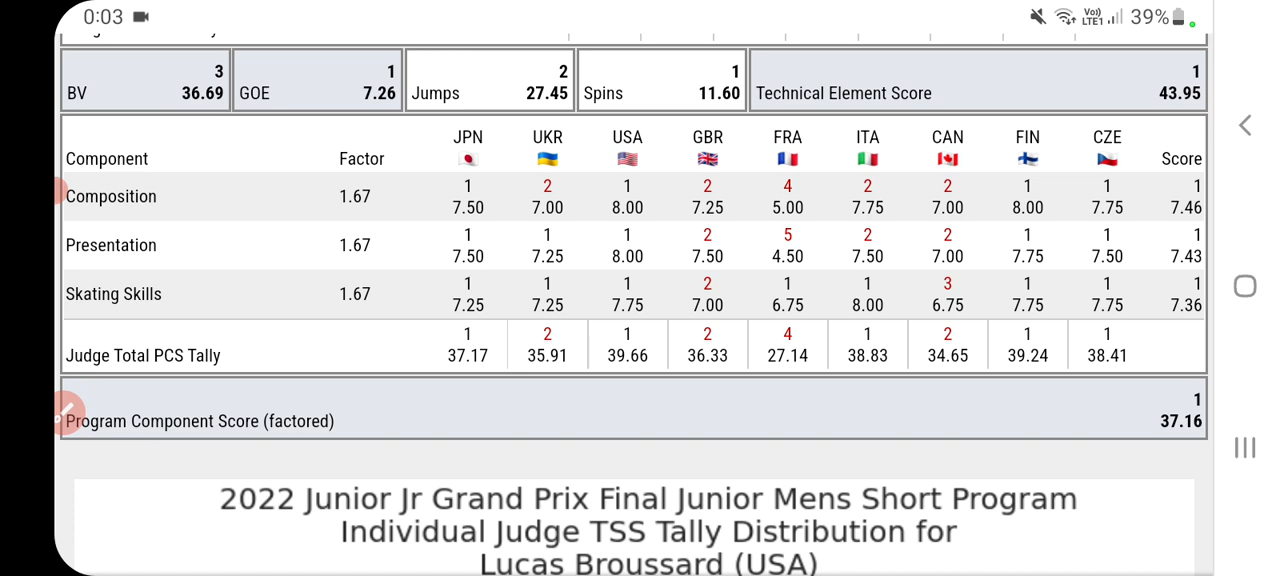 0:03 Vo)) LTE1 39%
3 1 2 1 1
BV 36.69 GOE 7.26 Jumps 27.45 Spins 11.60 Technical Element Score 43.95
JPN UKR USA GBR FRA ITA CAN FIN CZE
Component Factor Score
1 2 1 2 4 2 2 1 1 1
Composition 1.67 7.50 7.00 8.00 7.25 5.00 7.75 7.00 8.00 7.75 7.46
1 1 1 2 5 2 2 1 1 1
Presentation 1.67 7.50 7.25 8.00 7.50 4.50 7.50 7.00 7.75 7.50 7.43
1 1 1 2 1 1 3 1 1 1
Skating Skills 1.67 7.25 7.25 7.75 7.00 6.75 8.00 6.75 7.75 7.75 7.36
1 2 1 2 4 1 2 1 1
Judge Total PCS Tally 37.17 35.91 39.66 36.33 27.14 38.83 34.65 39.24 38.41
1
Program Component Score (factored) 37.16
2022 Junior Jr Grand Prix Final Junior Mens Short Program
Individual Judge TSS Tally Distribution for
Lucas Broussard (USA)